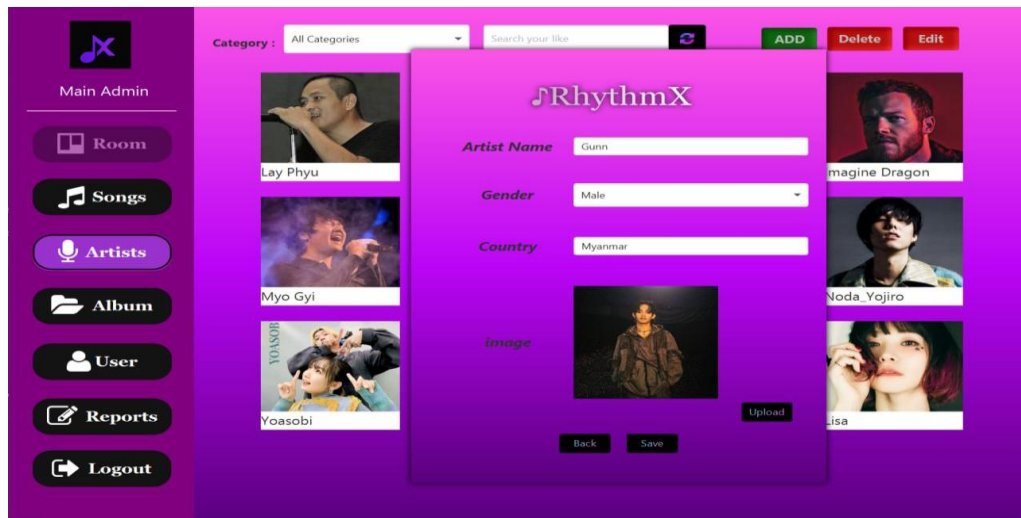 Main Admin
Room
Songs
Artists
Album
User
Reports
Logout
Category :
All Categories
Search your like
ADD
Delete
Edit
Lay Phyu
Myo Gyi
YOASOBI
Yoasobi
RhythmX
Artist Name
Gunn
Gender
Male
Country
Myanmar
image
Upload
Back
Save
magine Dragon
Noda_Yojiro
Lisa